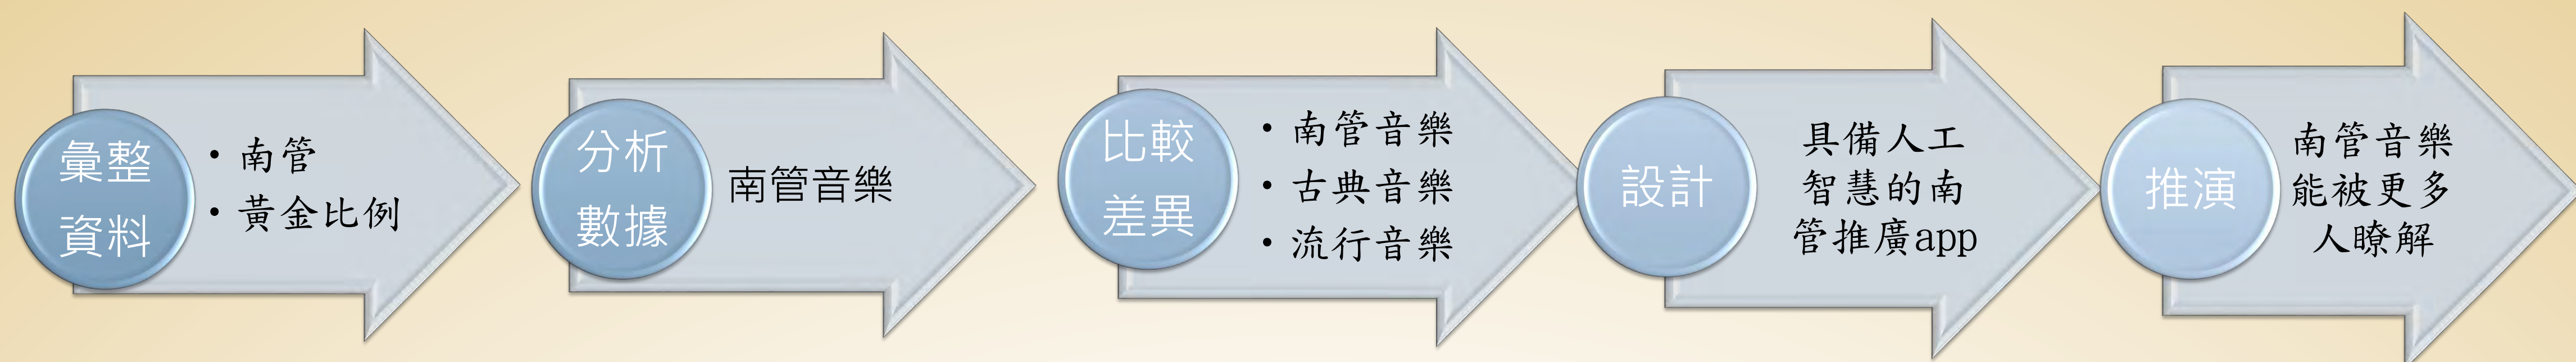 彙整
資料
• 南管
• 黃金比例
分析
數據
南管音樂
比較
差異
• 南管音樂
• 古典音樂
• 流行音樂
設計
具備人工
智慧的南
管推廣app
推演
南管音樂
能被更多
人瞭解